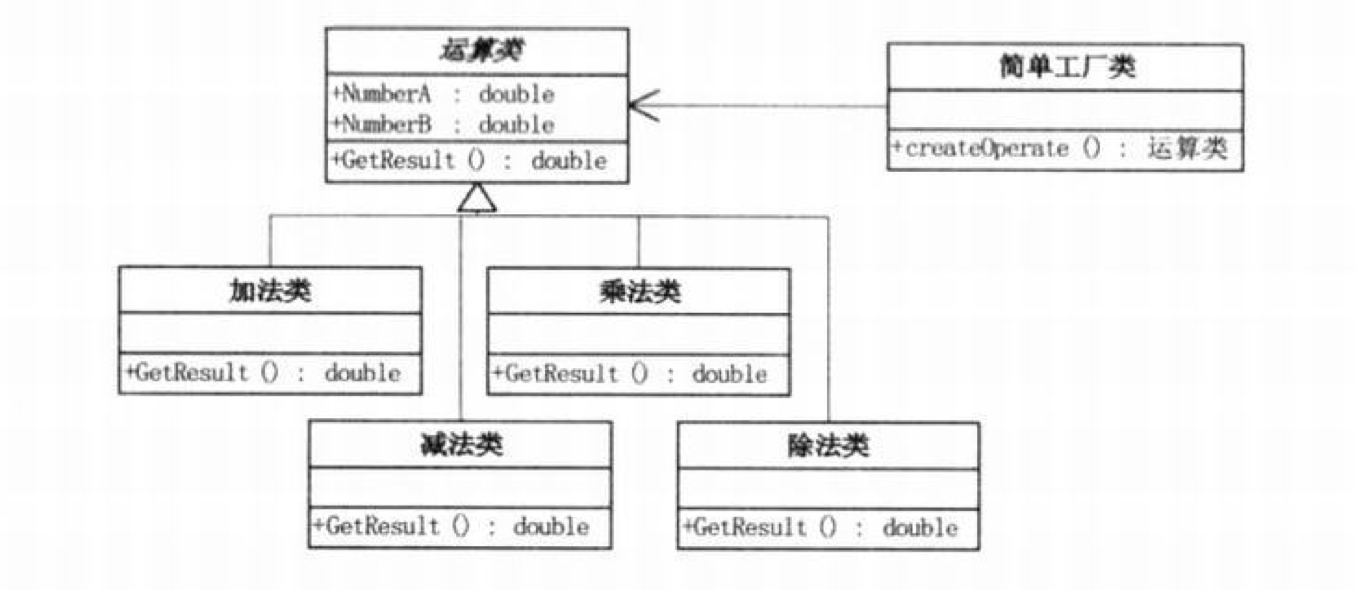 运算类
+NumberA : double
+NumberB : double
+GetResult() : double
简单工厂类
+createOperate() : 运算类
加法类
+GetResult() : double
乘法类
+GetResult() : double
减法类
+GetResult() : double
除法类
+GetResult() : double